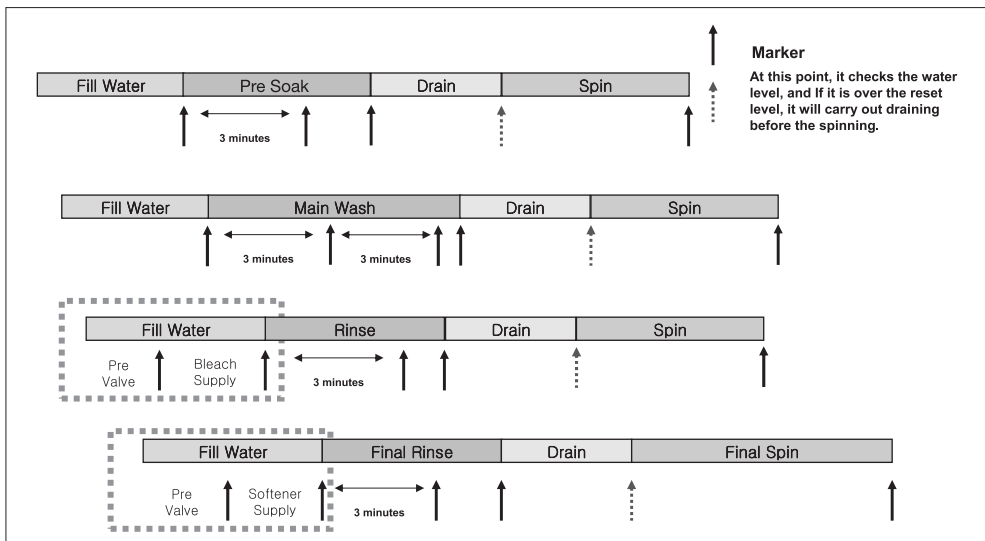 Marker
At this point, it checks the water
level, and If it is over the reset
level, it will carry out draining
before the spinning.
Fill Water Pre Soak Drain Spin
3 minutes
Fill Water Main Wash Drain Spin
3 minutes 3 minutes
Fill Water Rinse Drain Spin
Pre
Valve
Bleach
Supply
3 minutes
Fill Water Final Rinse Drain Final Spin
Pre
Valve
Softener
Supply
3 minutes